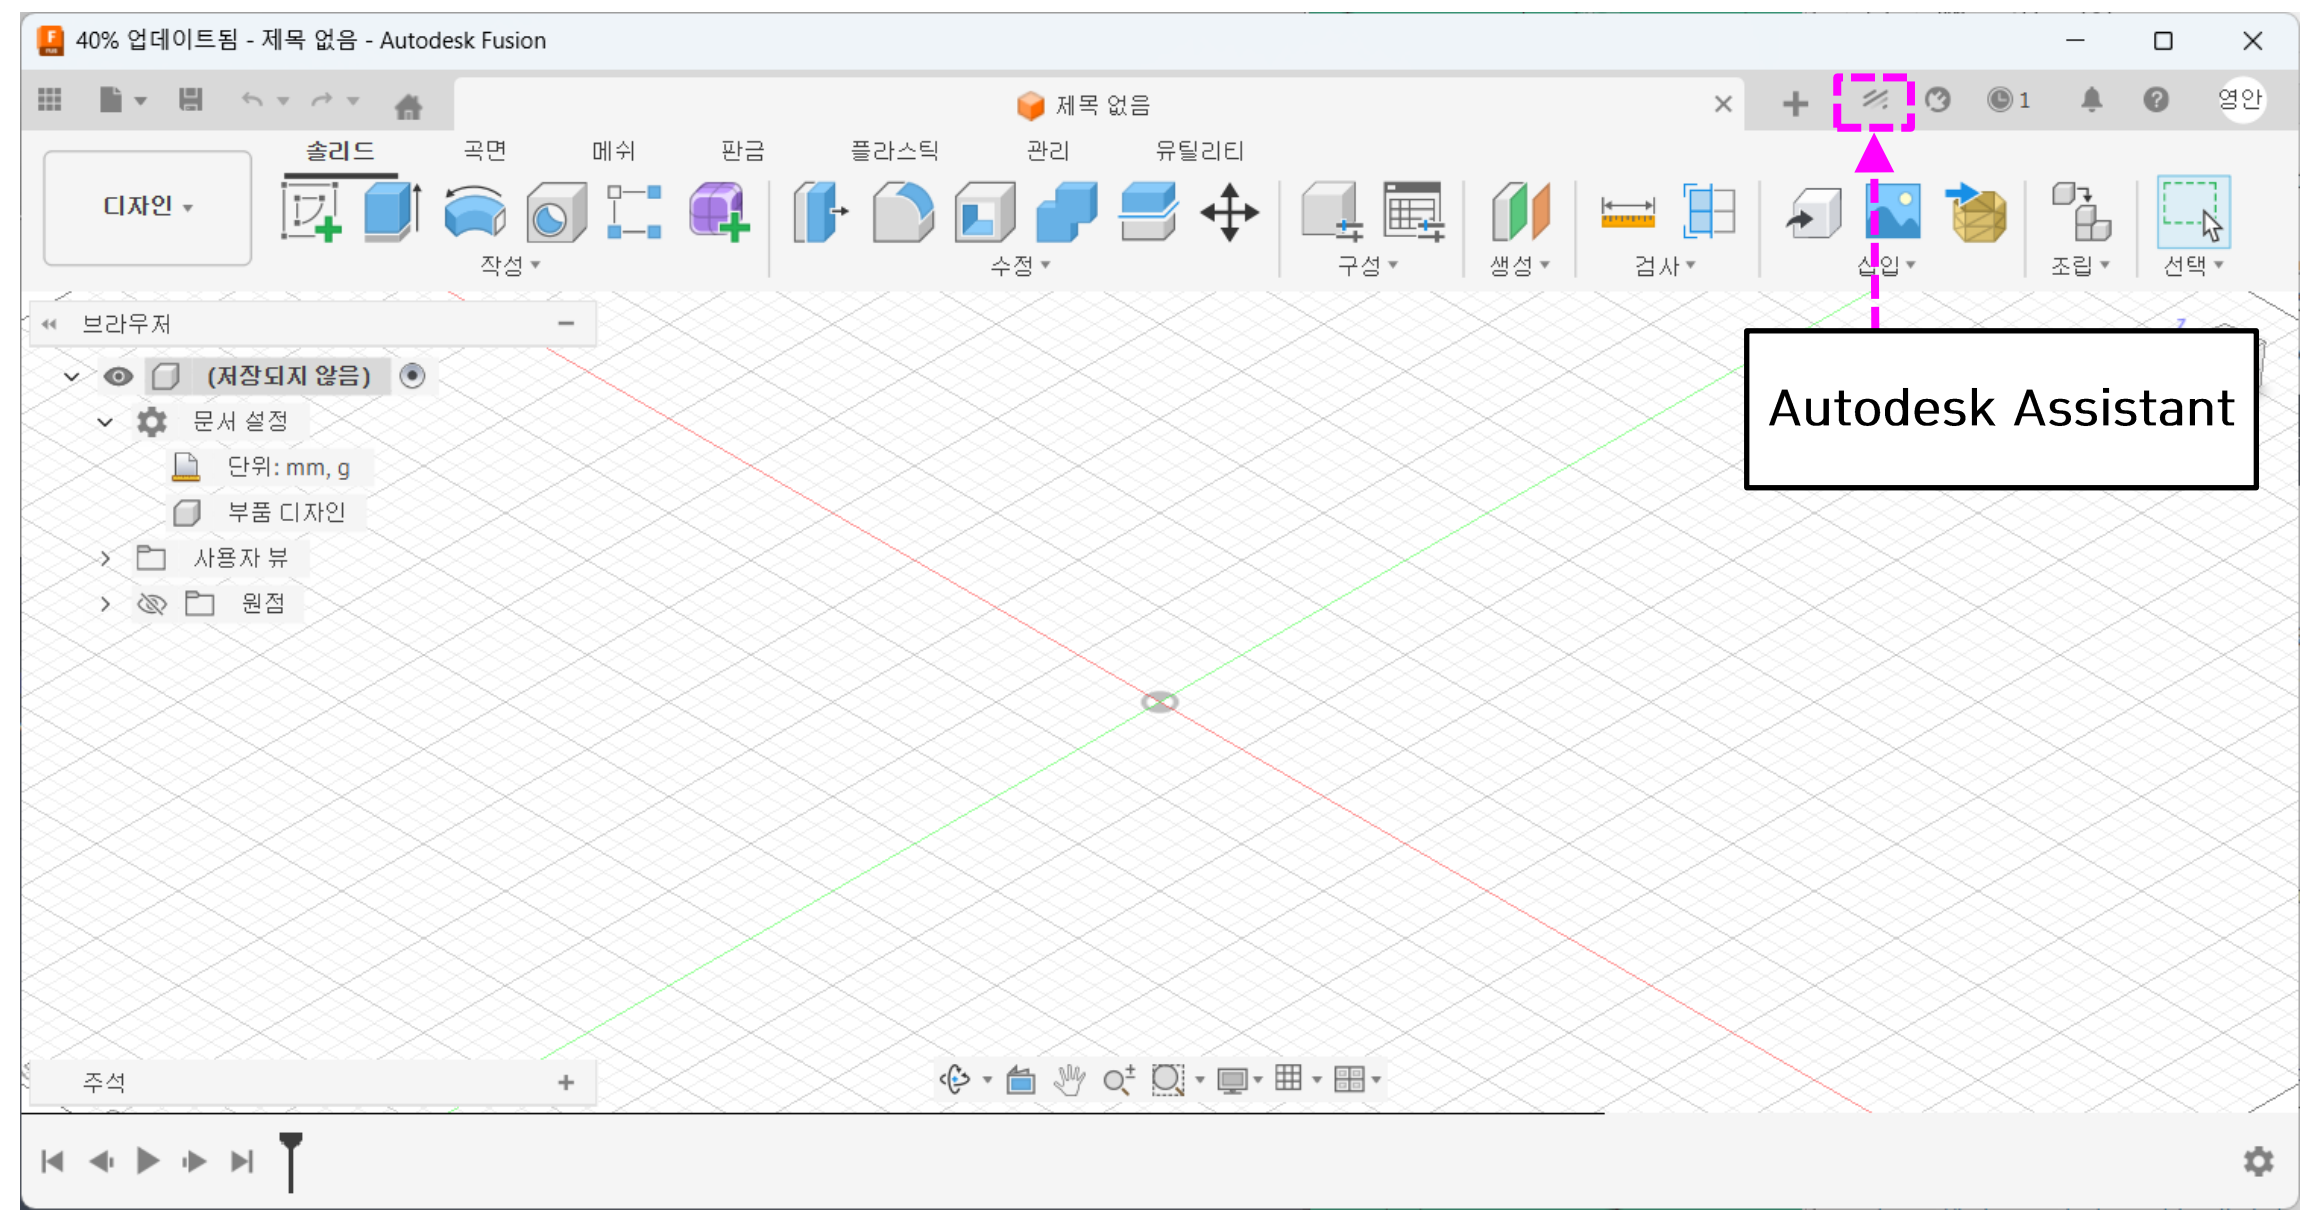 40% 업데이트됨 - 제목 없음 - Autodesk Fusion
제목 없음
1
영안
솔리드 곡면 메쉬 판금 플라스틱 관리 유틸리티
디자인
작성 수정 구성 생성 검사 삽입 조립 선택
브라우저
Z
(저장되지 않음)
Autodesk Assistant
문서 설정
단위: mm, g
부품 디자인
사용자 뷰
원점
주석